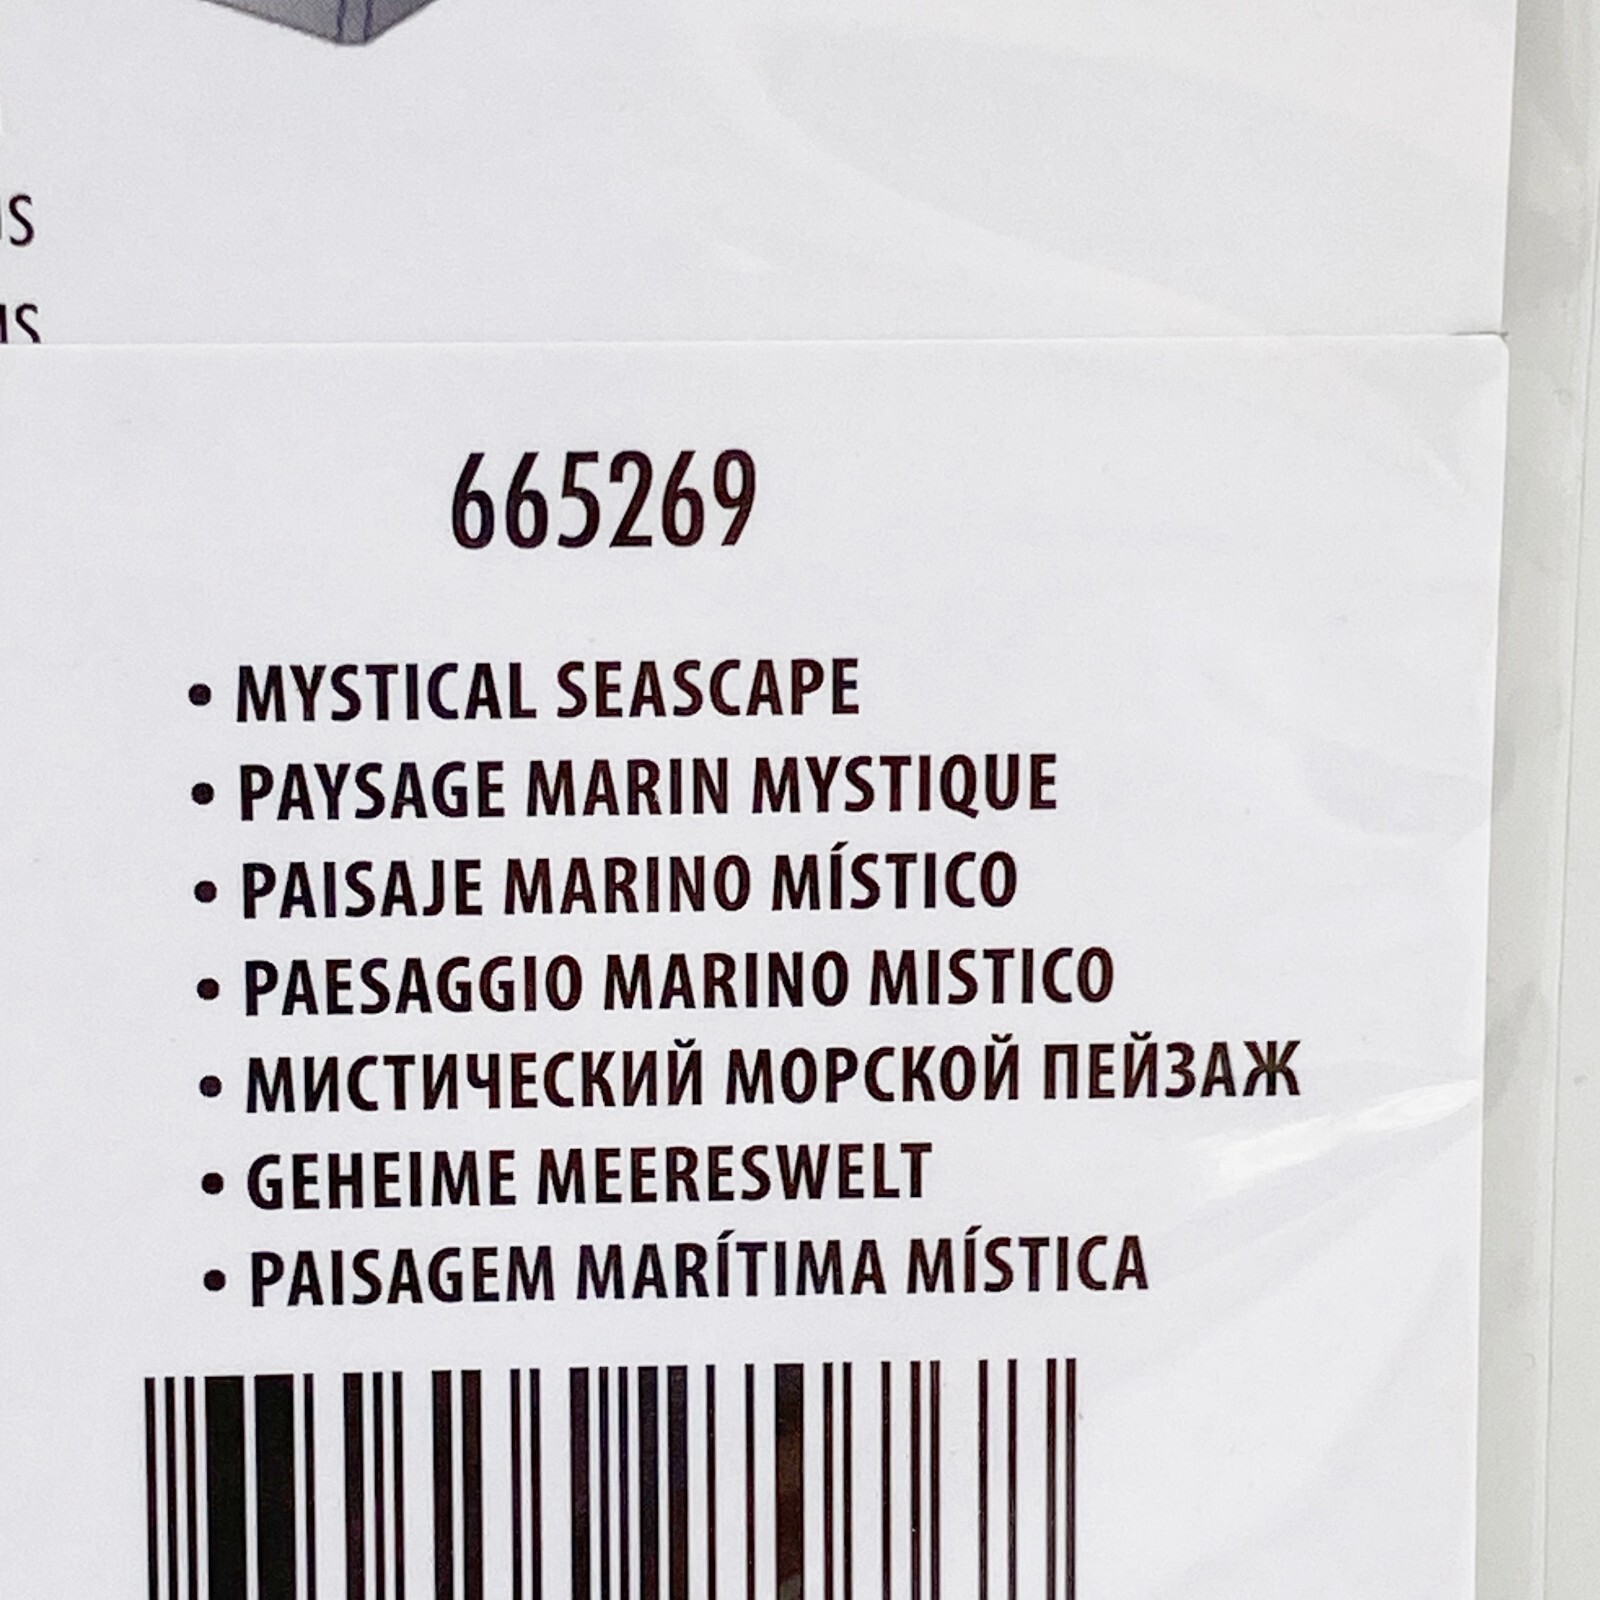 665269
• MYSTICAL SEASCAPE
• PAYSAGE MARIN MYSTIQUE
• PAISAJE MARINO MÍSTICO
• PAESAGGIO MARINO MISTICO
• МИСТИЧЕСКИЙ МОРСКОЙ ПЕЙЗАЖ
• GEHEIME MEERESWELT
• PAISAGEM MARÍTIMA MÍSTICA